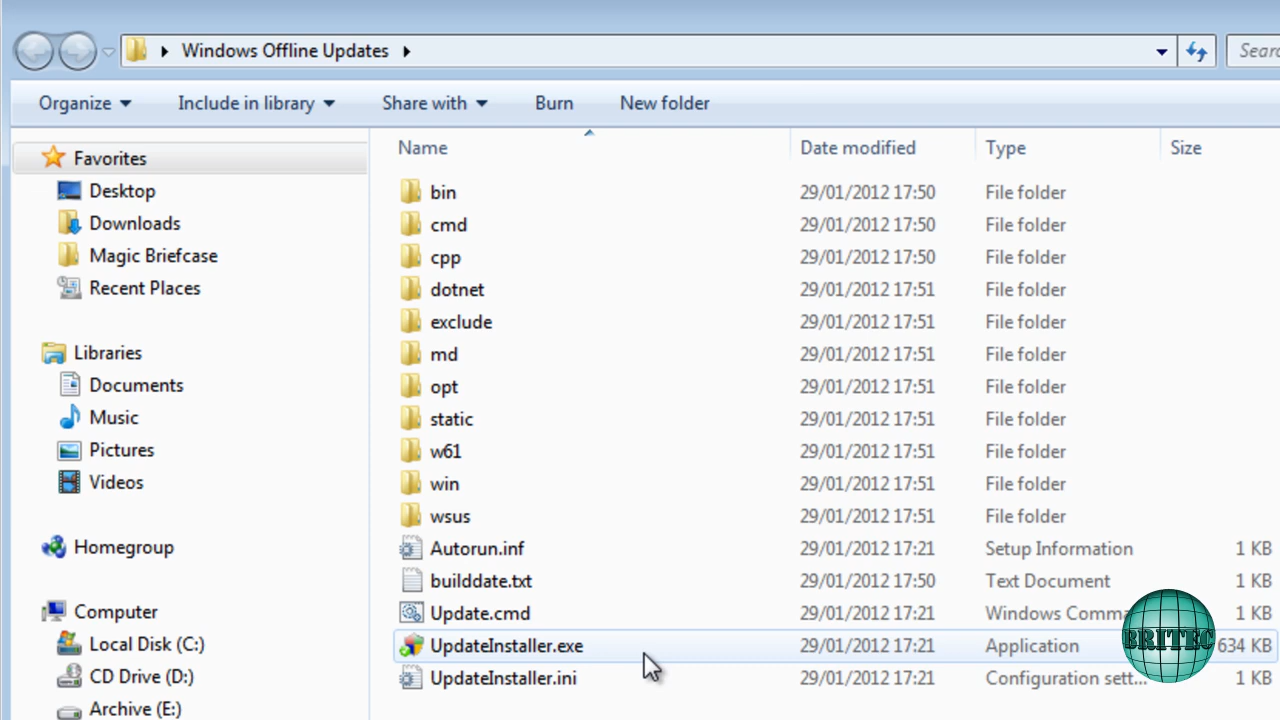 Windows Offline Updates
Sear
Organize Include in library Share with Burn New folder
Name Date modified Type Size
Favorites
Desktop
Downloads
Magic Briefcase
Recent Places
Libraries
Documents
Music
Pictures
Videos
Homegroup
Computer
Local Disk (C:)
CD Drive (D:)
Archive (E:)
bin 29/01/2012 17:50 File folder
cmd 29/01/2012 17:50 File folder
cpp 29/01/2012 17:50 File folder
dotnet 29/01/2012 17:51 File folder
exclude 29/01/2012 17:51 File folder
md 29/01/2012 17:51 File folder
opt 29/01/2012 17:51 File folder
static 29/01/2012 17:51 File folder
w61 29/01/2012 17:51 File folder
win 29/01/2012 17:51 File folder
wsus 29/01/2012 17:51 File folder
Autorun.inf 29/01/2012 17:21 Setup Information 1 KB
builddate.txt 29/01/2012 17:50 Text Document 1 KB
Update.cmd 29/01/2012 17:21 Windows Comma 1 KB
UpdateInstaller.exe 29/01/2012 17:21 Application 634 KB
UpdateInstaller.ini 29/01/2012 17:21 Configuration sett... 1 KB
BRITEC